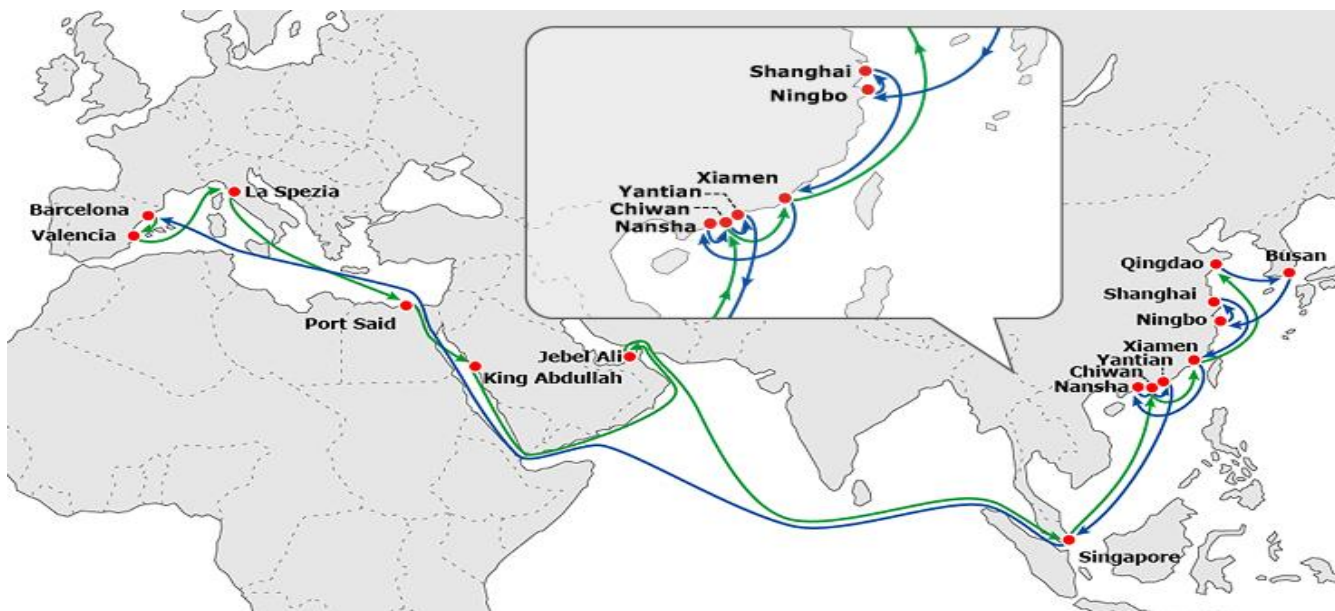 Shanghai
Ningbo
Xiamen
Yantian
Chiwan
Nansha
La Spezia
Barcelona
Valencia
Port Said
Jebel Ali
King Abdullah
Qingdao
Busan
Shanghai
Ningbo
Xiamen
Yantian
Chiwan
Nansha
Singapore